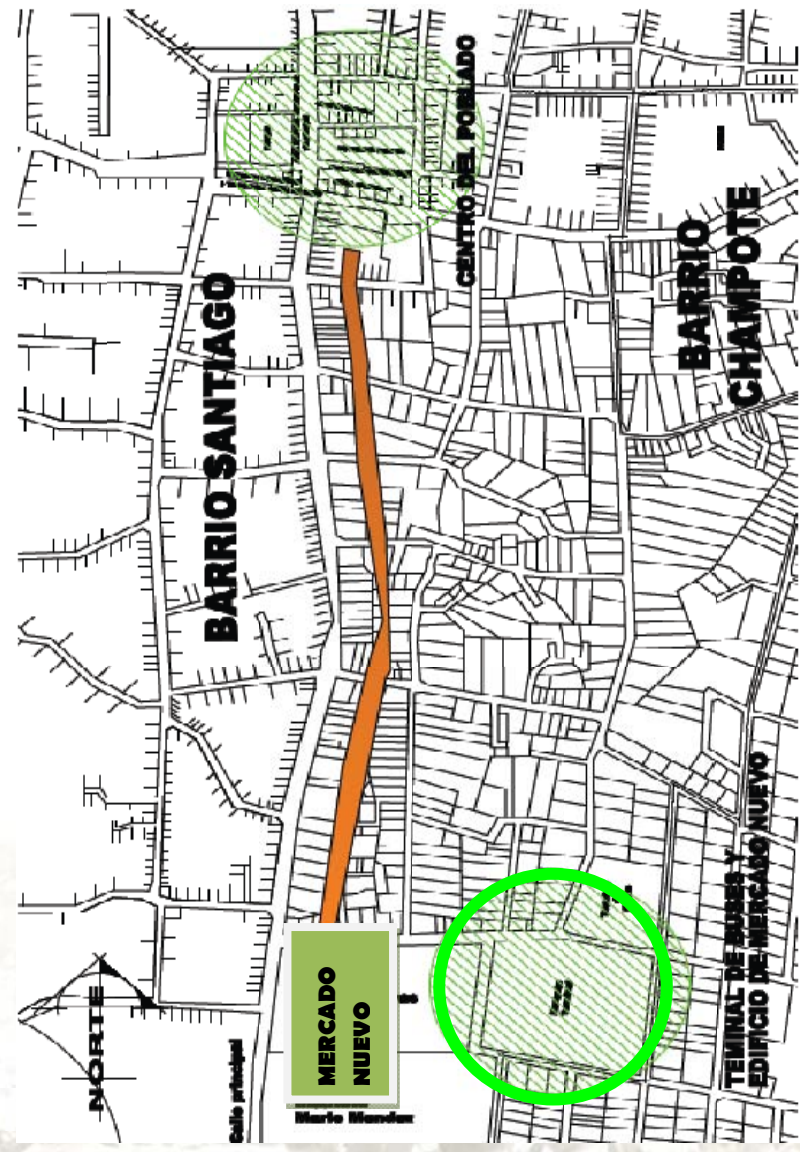 CENTRO DEL POBLADO
BARRIO
CHAMPOTE
BARRIO SANTIAGO
TEMINAL DE BUSES Y
EDIFICIO DE MERCADO NUEVO
MERCADO
NUEVO
NORTE
Calle principal
Mario Mendez